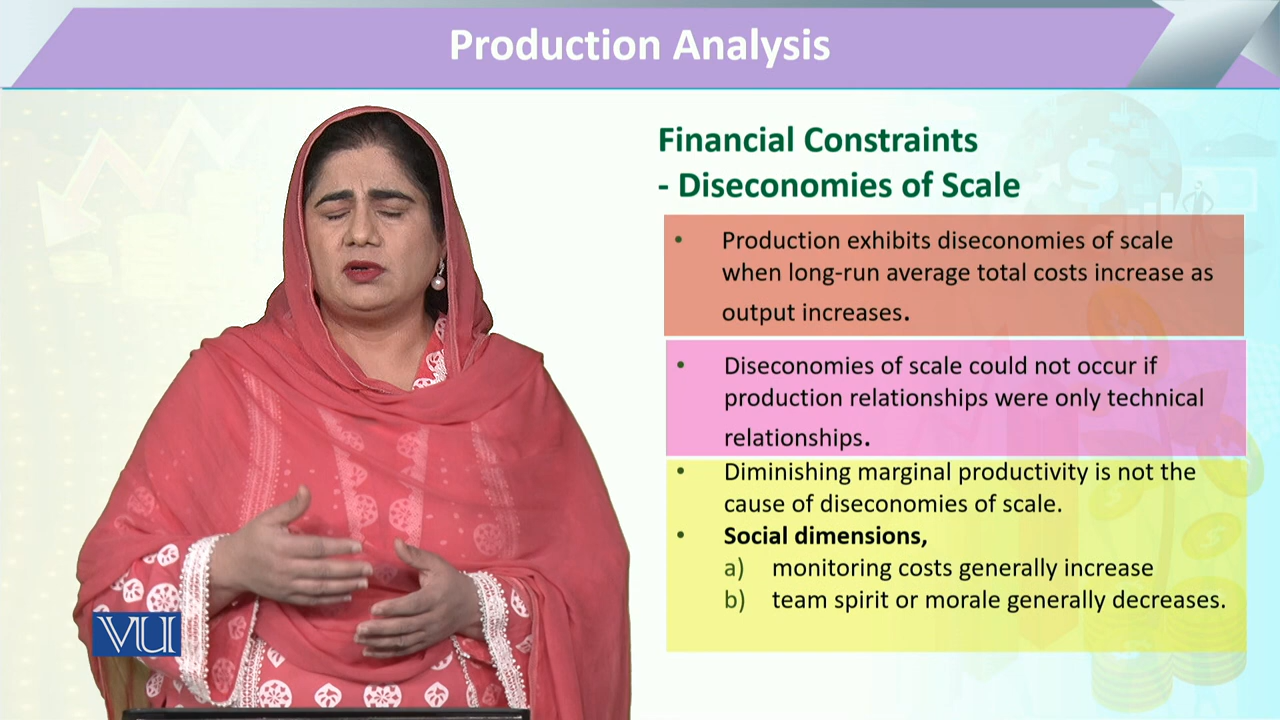 Production Analysis
Financial Constraints
- Diseconomies of Scale
• Production exhibits diseconomies of scale
when long-run average total costs increase as
output increases.
• Diseconomies of scale could not occur if
production relationships were only technical
relationships.
• Diminishing marginal productivity is not the
cause of diseconomies of scale.
• Social dimensions,
a) monitoring costs generally increase
b) team spirit or morale generally decreases.
VU